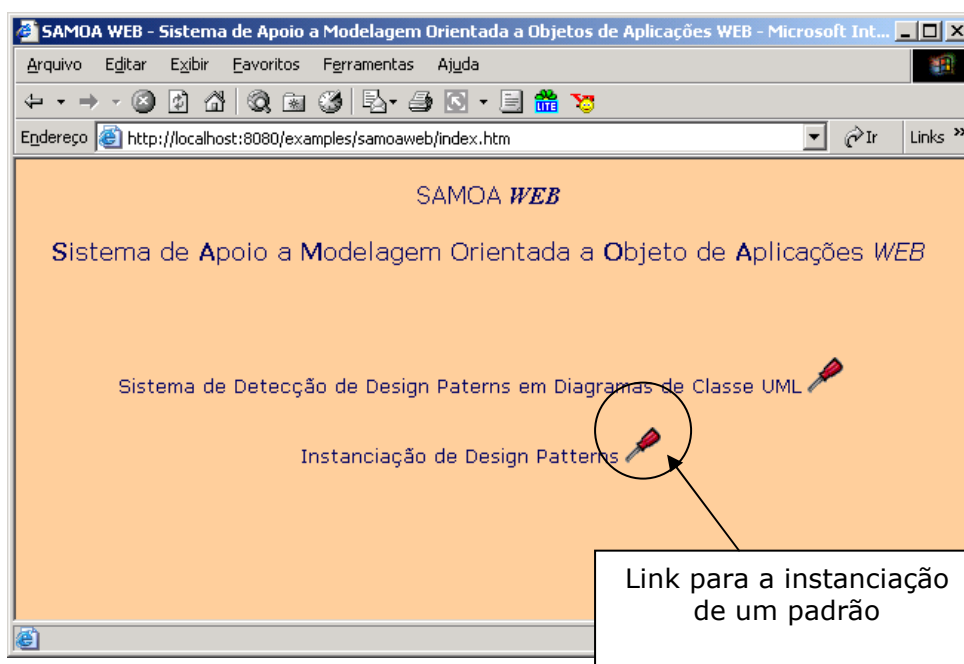 SAMOA WEB - Sistema de Apoio a Modelagem Orientada a Objetos de Aplicações WEB - Microsoft Int...
Arquivo Editar Exibir Favoritos Ferramentas Ajuda
Endereço http://localhost:8080/examples/samoaweb/index.htm Ir Links »
SAMOA WEB
Sistema de Apoio a Modelagem Orientada a Objeto de Aplicações WEB
Sistema de Detecção de Design Paterns em Diagramas de Classe UML
Instanciação de Design Patterns
Link para a instanciação
de um padrão